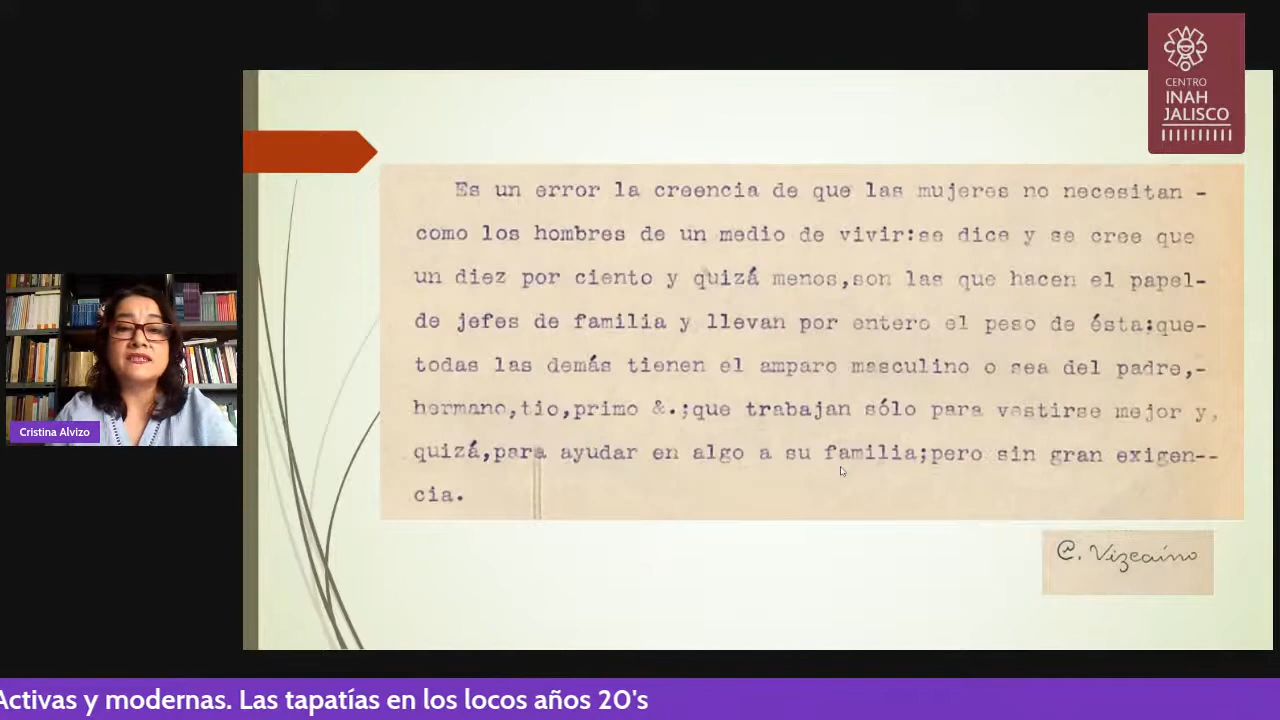 CENTRO
INAH
JALISCO
Es un error la creencia de que las mujeres no necesitan -
como los hombres de un medio de vivir:se dice y se cree que
un diez por ciento y quizá menos,son las que hacen el papel-
de jefes de familia y llevan por entero el peso de ésta;que-
todas las demás tienen el amparo masculino o sea del padre,-
hermano,tio,primo &.;que trabajan sólo para vestirse mejor y,
quizá,para ayudar en algo a su familia;pero sin gran exigen--
cia.
C. Vizcaíno
Cristina Alvizo
Activas y modernas. Las tapatías en los locos años 20's